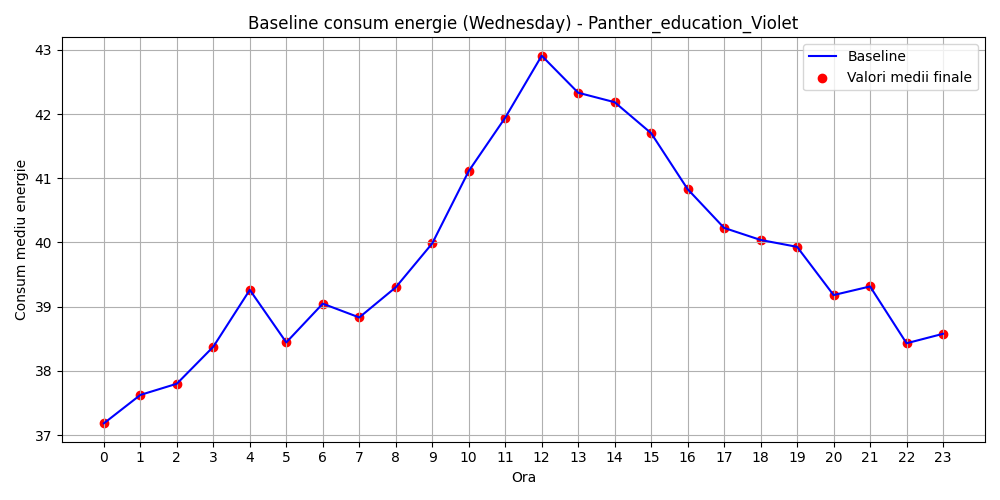 Baseline consum energie (Wednesday) - Panther_education_Violet
Baseline
Valori medii finale
Consum mediu energie
43
42
41
40
39
38
37
0 1 2 3 4 5 6 7 8 9 10 11 12 13 14 15 16 17 18 19 20 21 22 23
Ora